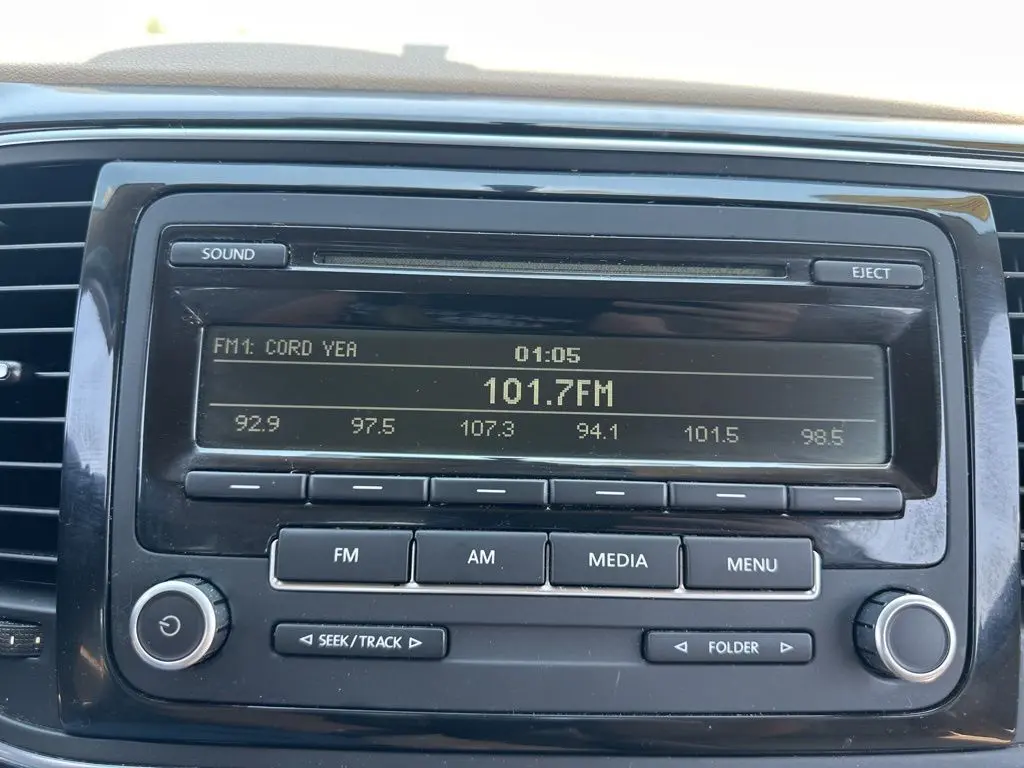 SOUND EJECT
FM1: CORD YEA 01:05
101.7FM
92.9 97.5 107.3 94.1 101.5 98.5
FM AM MEDIA MENU
SEEK/TRACK FOLDER